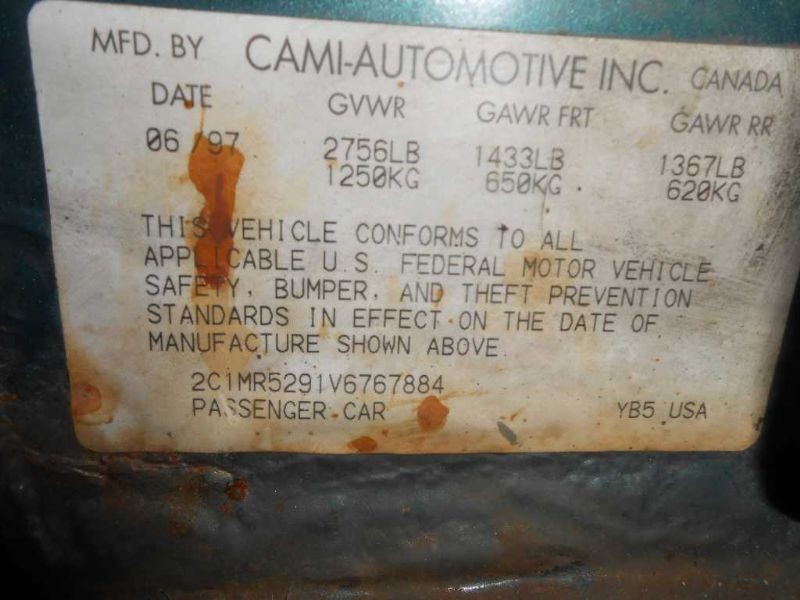 MFD. BY CAMI-AUTOMOTIVE INC. CANADA
DATE GVWR GAWR FRT GAWR RR
06/97 2756LB 1433LB 1367LB
1250KG 650KG 620KG
THIS VEHICLE CONFORMS TO ALL
APPLICABLE U.S. FEDERAL MOTOR VEHICLE
SAFETY, BUMPER, AND THEFT PREVENTION
STANDARDS IN EFFECT ON THE DATE OF
MANUFACTURE SHOWN ABOVE
2C1MR5291V6767884
PASSENGER CAR YB5 USA